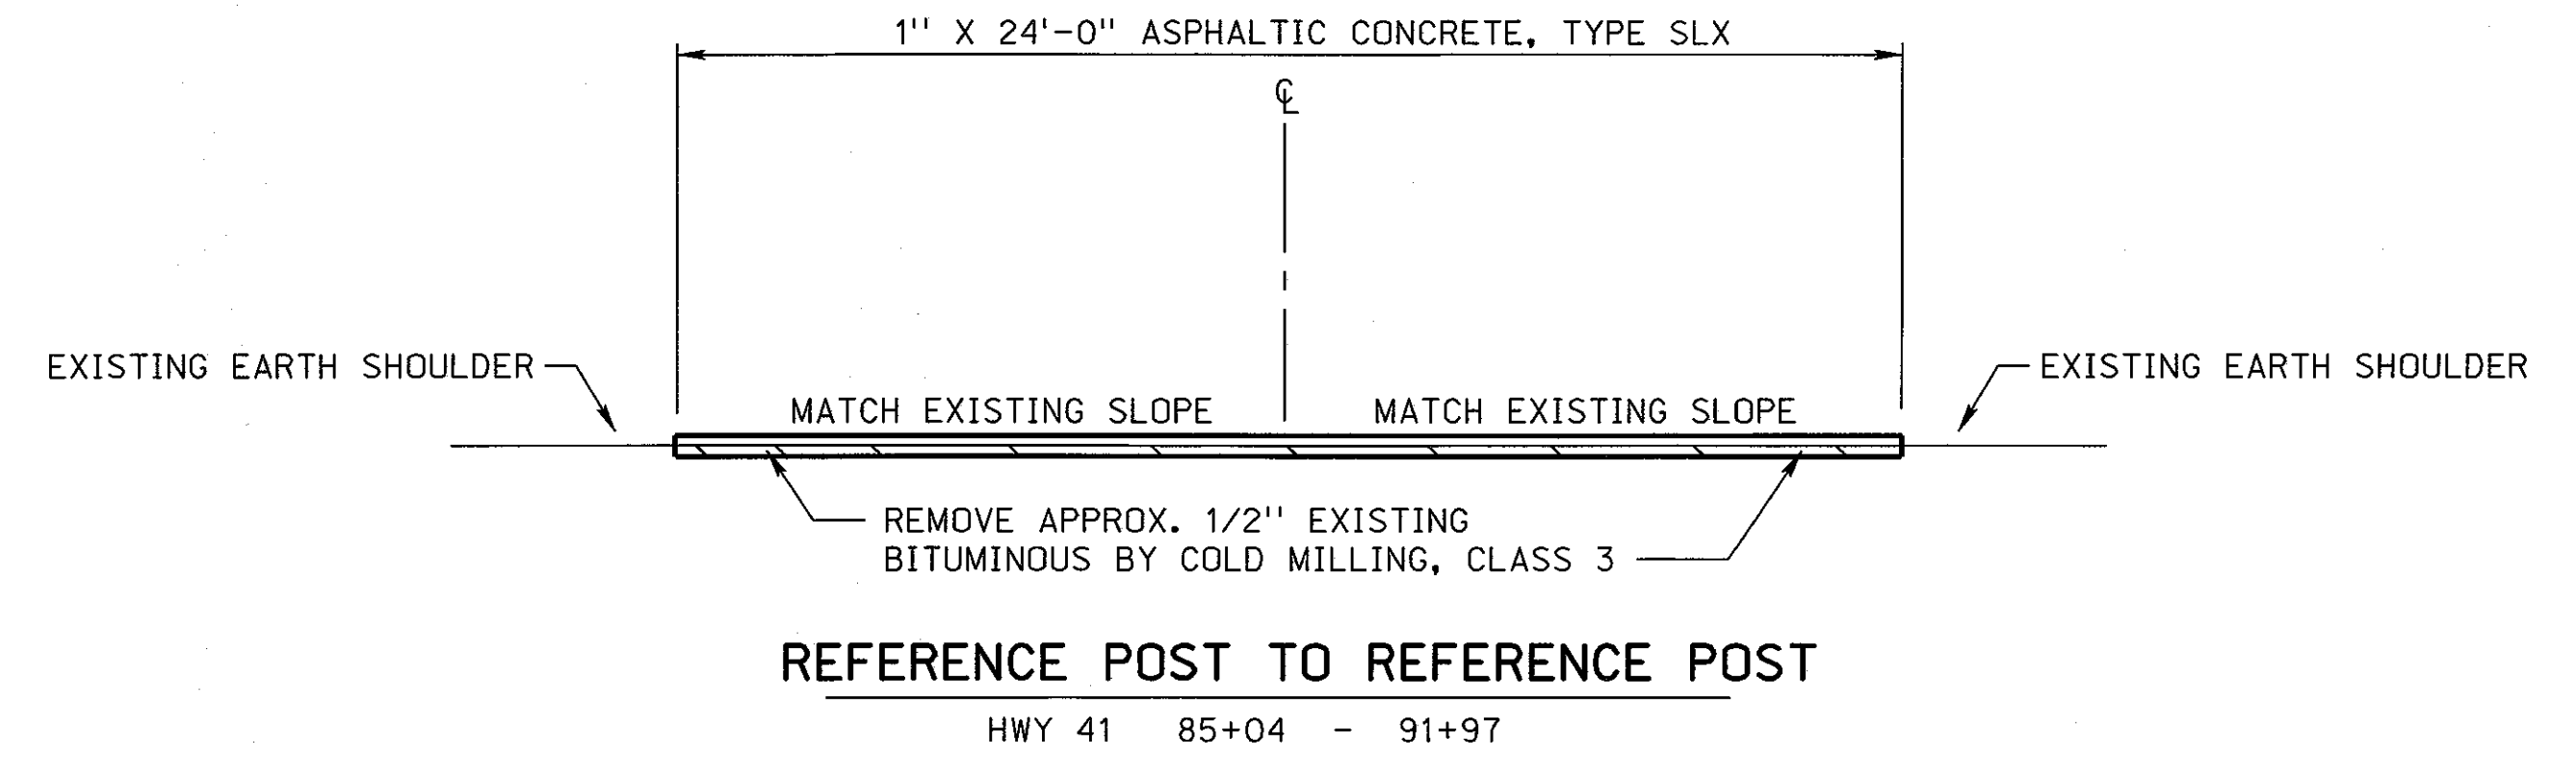 1" X 24'-0" ASPHALTIC CONCRETE, TYPE SLX
℄
EXISTING EARTH SHOULDER
EXISTING EARTH SHOULDER
MATCH EXISTING SLOPE
MATCH EXISTING SLOPE
REMOVE APPROX. 1/2" EXISTING
BITUMINOUS BY COLD MILLING, CLASS 3
REFERENCE POST TO REFERENCE POST
HWY 41 85+04 - 91+97